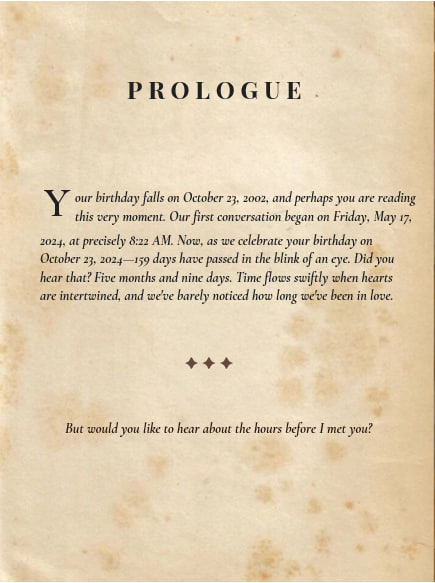 PROLOGUE
Your birthday falls on October 23, 2002, and perhaps you are reading
this very moment. Our first conversation began on Friday, May 17,
2024, at precisely 8:22 AM. Now, as we celebrate your birthday on
October 23, 2024—159 days have passed in the blink of an eye. Did you
hear that? Five months and nine days. Time flows swiftly when hearts
are intertwined, and we've barely noticed how long we've been in love.
But would you like to hear about the hours before I met you?